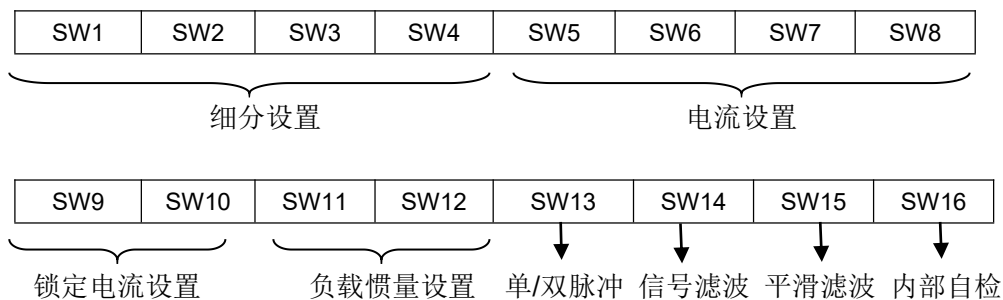 SW1 SW2 SW3 SW4 SW5 SW6 SW7 SW8
细分设置 电流设置
SW9 SW10 SW11 SW12 SW13 SW14 SW15 SW16
锁定电流设置 负载惯量设置 单/双脉冲 信号滤波 平滑滤波 内部自检